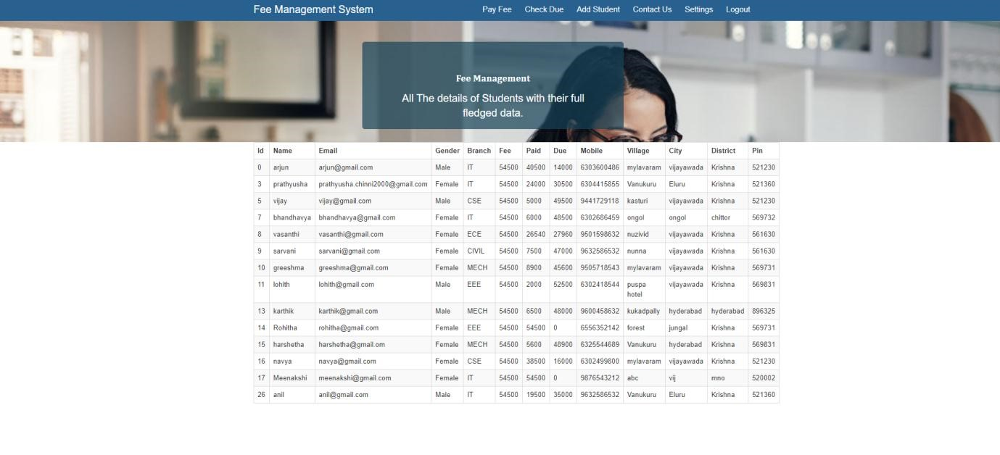 Fee Management System Pay Fee Check Due Add Student Contact Us Settings Logout
Fee Management
All The details of Students with their full
fledged data.
Id Name Email Gender Branch Fee Paid Due Mobile Village City District Pin
0 arjun arjun@gmail.com Male IT 54500 40500 14000 6303600486 mylavaram vijayawada Krishna 521230
3 prathyusha prathyusha.chinni2000@gmail.com Female IT 54500 24000 30500 6304415855 Vanukuru Eluru Krishna 521360
5 vijay vijay@gmail.com Male CSE 54500 5000 49500 9441729118 kasturi vijayawada Krishna 521230
7 bhandhavya bhandhavya@gmail.com Female IT 54500 6000 48500 6302686459 ongol ongol chittor 569732
8 vasanthi vasanthi@gmail.com Female ECE 54500 26540 27960 9501598632 nuzivid vijayawada Krishna 561630
9 sarvani sarvani@gmail.com Female CIVIL 54500 7500 47000 9632586532 nunna vijayawada Krishna 561630
10 greeshma greeshma@gmail.com Female MECH 54500 8900 45600 9505718543 mylavaram vijayawada Krishna 569731
11 lohith lohith@gmail.com Male EEE 54500 2000 52500 6302418544 puspa vijayawada Krishna 569831
hotel
13 karthik karthik@gmail.com Male MECH 54500 6500 48000 9600458632 kukadpally hyderabad hyderabad 896325
14 Rohitha rohitha@gmail.com Female EEE 54500 54500 0 6556352142 forest jungal Krishna 569731
15 harshetha harshetha@gmail.om Female MECH 54500 5600 48900 6325544689 Vanukuru hyderabad Krishna 569831
16 navya navya@gmail.com Female CSE 54500 38500 16000 6302499800 mylavaram vijayawada Krishna 521230
17 Meenakshi meenakshi@gmail.com Female IT 54500 54500 0 9876543212 abc vij mno 520002
26 anil anil@gmail.com Male IT 54500 19500 35000 9632586532 Vanukuru Eluru Krishna 521360